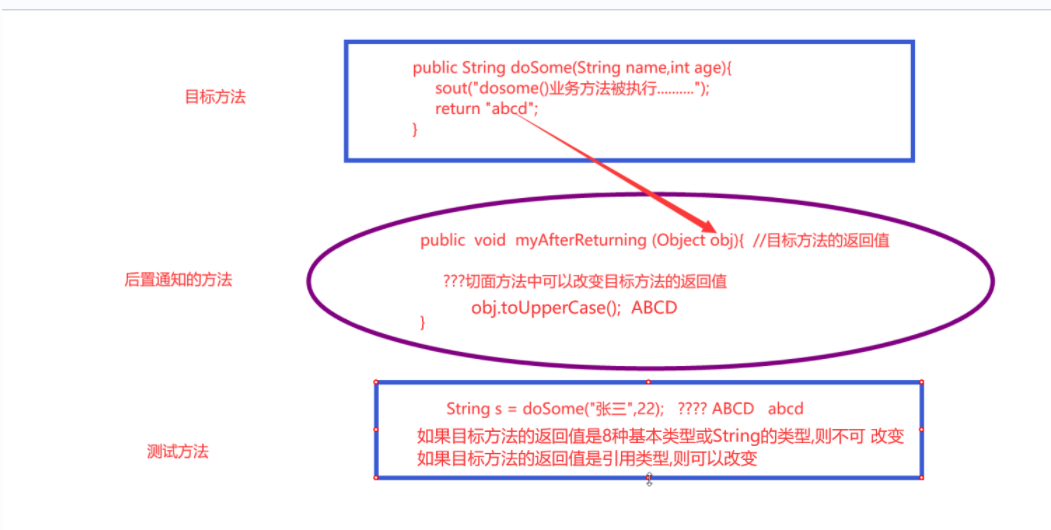 目标方法
public String doSome(String name,int age){
sout("dosome()业务方法被执行..........");
return "abcd";
}
后置通知的方法
public void myAfterReturning (Object obj){ //目标方法的返回值
???切面方法中可以改变目标方法的返回值
obj.toUpperCase(); ABCD
}
测试方法
String s = doSome("张三",22); ???? ABCD abcd
如果目标方法的返回值是8种基本类型或String的类型,则不可 改变
如果目标方法的返回值是引用类型,则可以改变